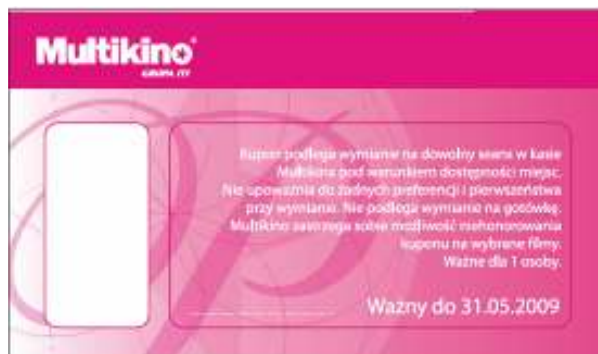 Multikino
GRUPA ITI
Kupon podlega wymianie na dowolny seans w kasie
Multikina pod warunkiem dostępności miejsc.
Nie upoważnia do żadnych preferencji i pierwszeństwa
przy wymianie. Nie podlega wymianie na gotówkę.
Multikino zastrzega sobie możliwość niehonorowania
kuponu na wybrane filmy.
Ważne dla 1 osoby.
Ważny do 31.05.2009